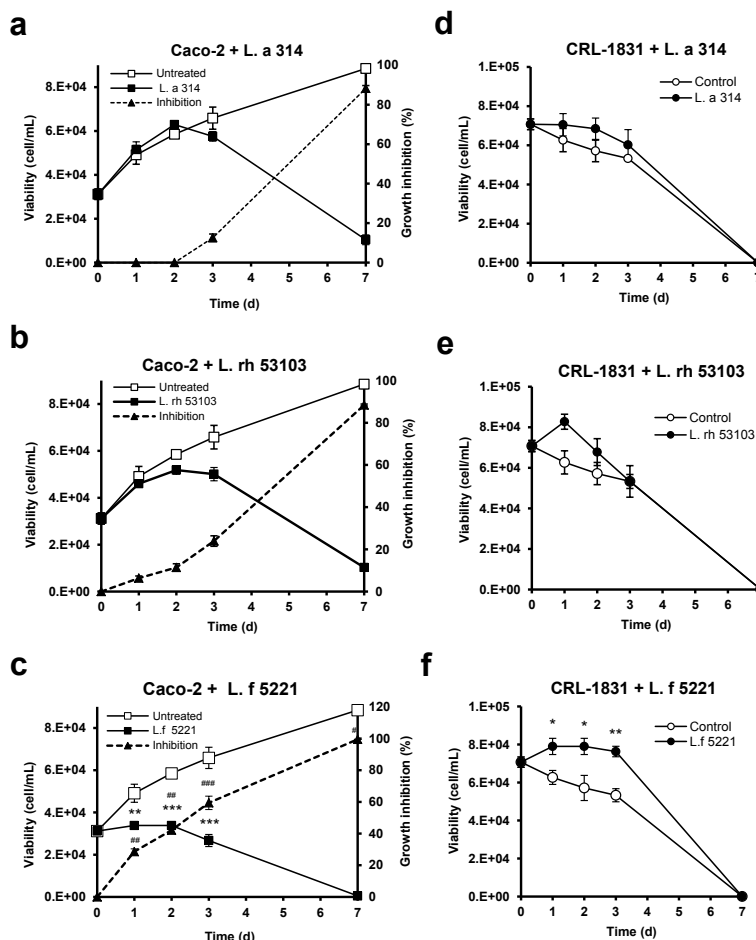 a
Caco-2 + L. a 314
Untreated
L. a 314
Inhibition
8.E+04
6.E+04
4.E+04
2.E+04
0.E+00
Viability (cell/mL)
100
80
60
40
20
0
Growth inhibition (%)
0 1 2 3 4 5 6 7
Time (d)
d
CRL-1831 + L. a 314
Control
L. a 314
1.E+05
8.E+04
6.E+04
4.E+04
2.E+04
0.E+00
Viability (cell/mL)
0 1 2 3 4 5 6 7
Time (d)
b
Caco-2 + L. rh 53103
Untreated
L. rh 53103
Inhibition
8.E+04
6.E+04
4.E+04
2.E+04
0.E+00
Viability (cell/mL)
100
80
60
40
20
0
Growth inhibition (%)
0 1 2 3 4 5 6 7
Time (d)
e
CRL-1831 + L. rh 53103
Control
L. rh 53103
1.E+05
8.E+04
6.E+04
4.E+04
2.E+04
0.E+00
Viability (cell/mL)
0 1 2 3 4 5 6
Time (d)
c
Caco-2 + L. f 5221
Untreated
L.f 5221
Inhibition
8.E+04
6.E+04
4.E+04
2.E+04
0.E+00
Viability (cell/mL)
120
100
80
60
40
20
0
Growth inhibition (%)
#
###
##
** *** ***
##
0 1 2 3 4 5 6 7
Time (d)
f
CRL-1831 + L. f 5221
Control
L.f 5221
1.E+05
8.E+04
6.E+04
4.E+04
2.E+04
0.E+00
Viability (cell/mL)
* * **
0 1 2 3 4 5 6 7
Time (d)